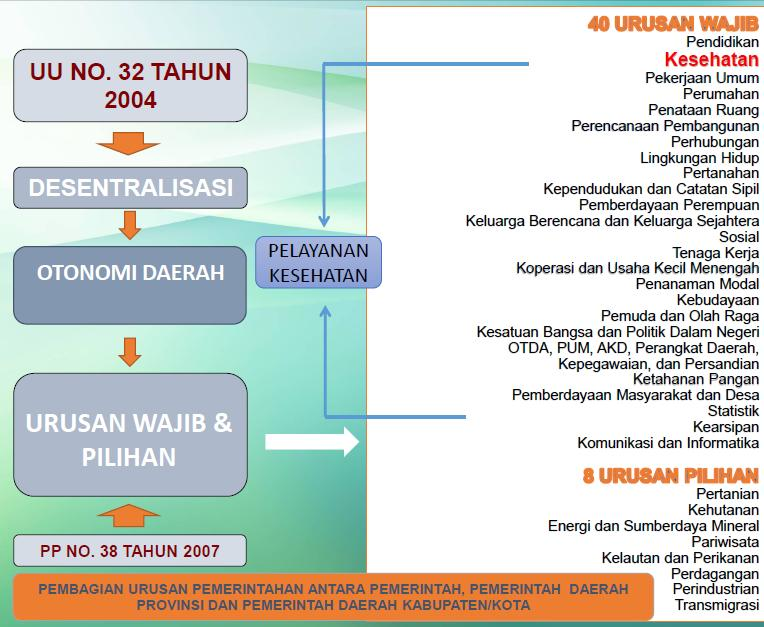 UU NO. 32 TAHUN
2004
DESENTRALISASI
OTONOMI DAERAH
URUSAN WAJIB &
PILIHAN
PP NO. 38 TAHUN 2007
PELAYANAN
KESEHATAN
40 URUSAN WAJIB
Pendidikan
Kesehatan
Pekerjaan Umum
Perumahan
Penataan Ruang
Perencanaan Pembangunan
Perhubungan
Lingkungan Hidup
Pertanahan
Kependudukan dan Catatan Sipil
Pemberdayaan Perempuan
Keluarga Berencana dan Keluarga Sejahtera
Sosial
Tenaga Kerja
Koperasi dan Usaha Kecil Menengah
Penanaman Modal
Kebudayaan
Pemuda dan Olah Raga
Kesatuan Bangsa dan Politik Dalam Negeri
OTDA, PUM, AKD, Perangkat Daerah,
Kepegawaian, dan Persandian
Ketahanan Pangan
Pemberdayaan Masyarakat dan Desa
Statistik
Kearsipan
Komunikasi dan Informatika
8 URUSAN PILIHAN
Pertanian
Kehutanan
Energi dan Sumberdaya Mineral
Pariwisata
Kelautan dan Perikanan
Perdagangan
Perindustrian
Transmigrasi
PEMBAGIAN URUSAN PEMERINTAHAN ANTARA PEMERINTAH, PEMERINTAH DAERAH
PROVINSI DAN PEMERINTAH DAERAH KABUPATEN/KOTA